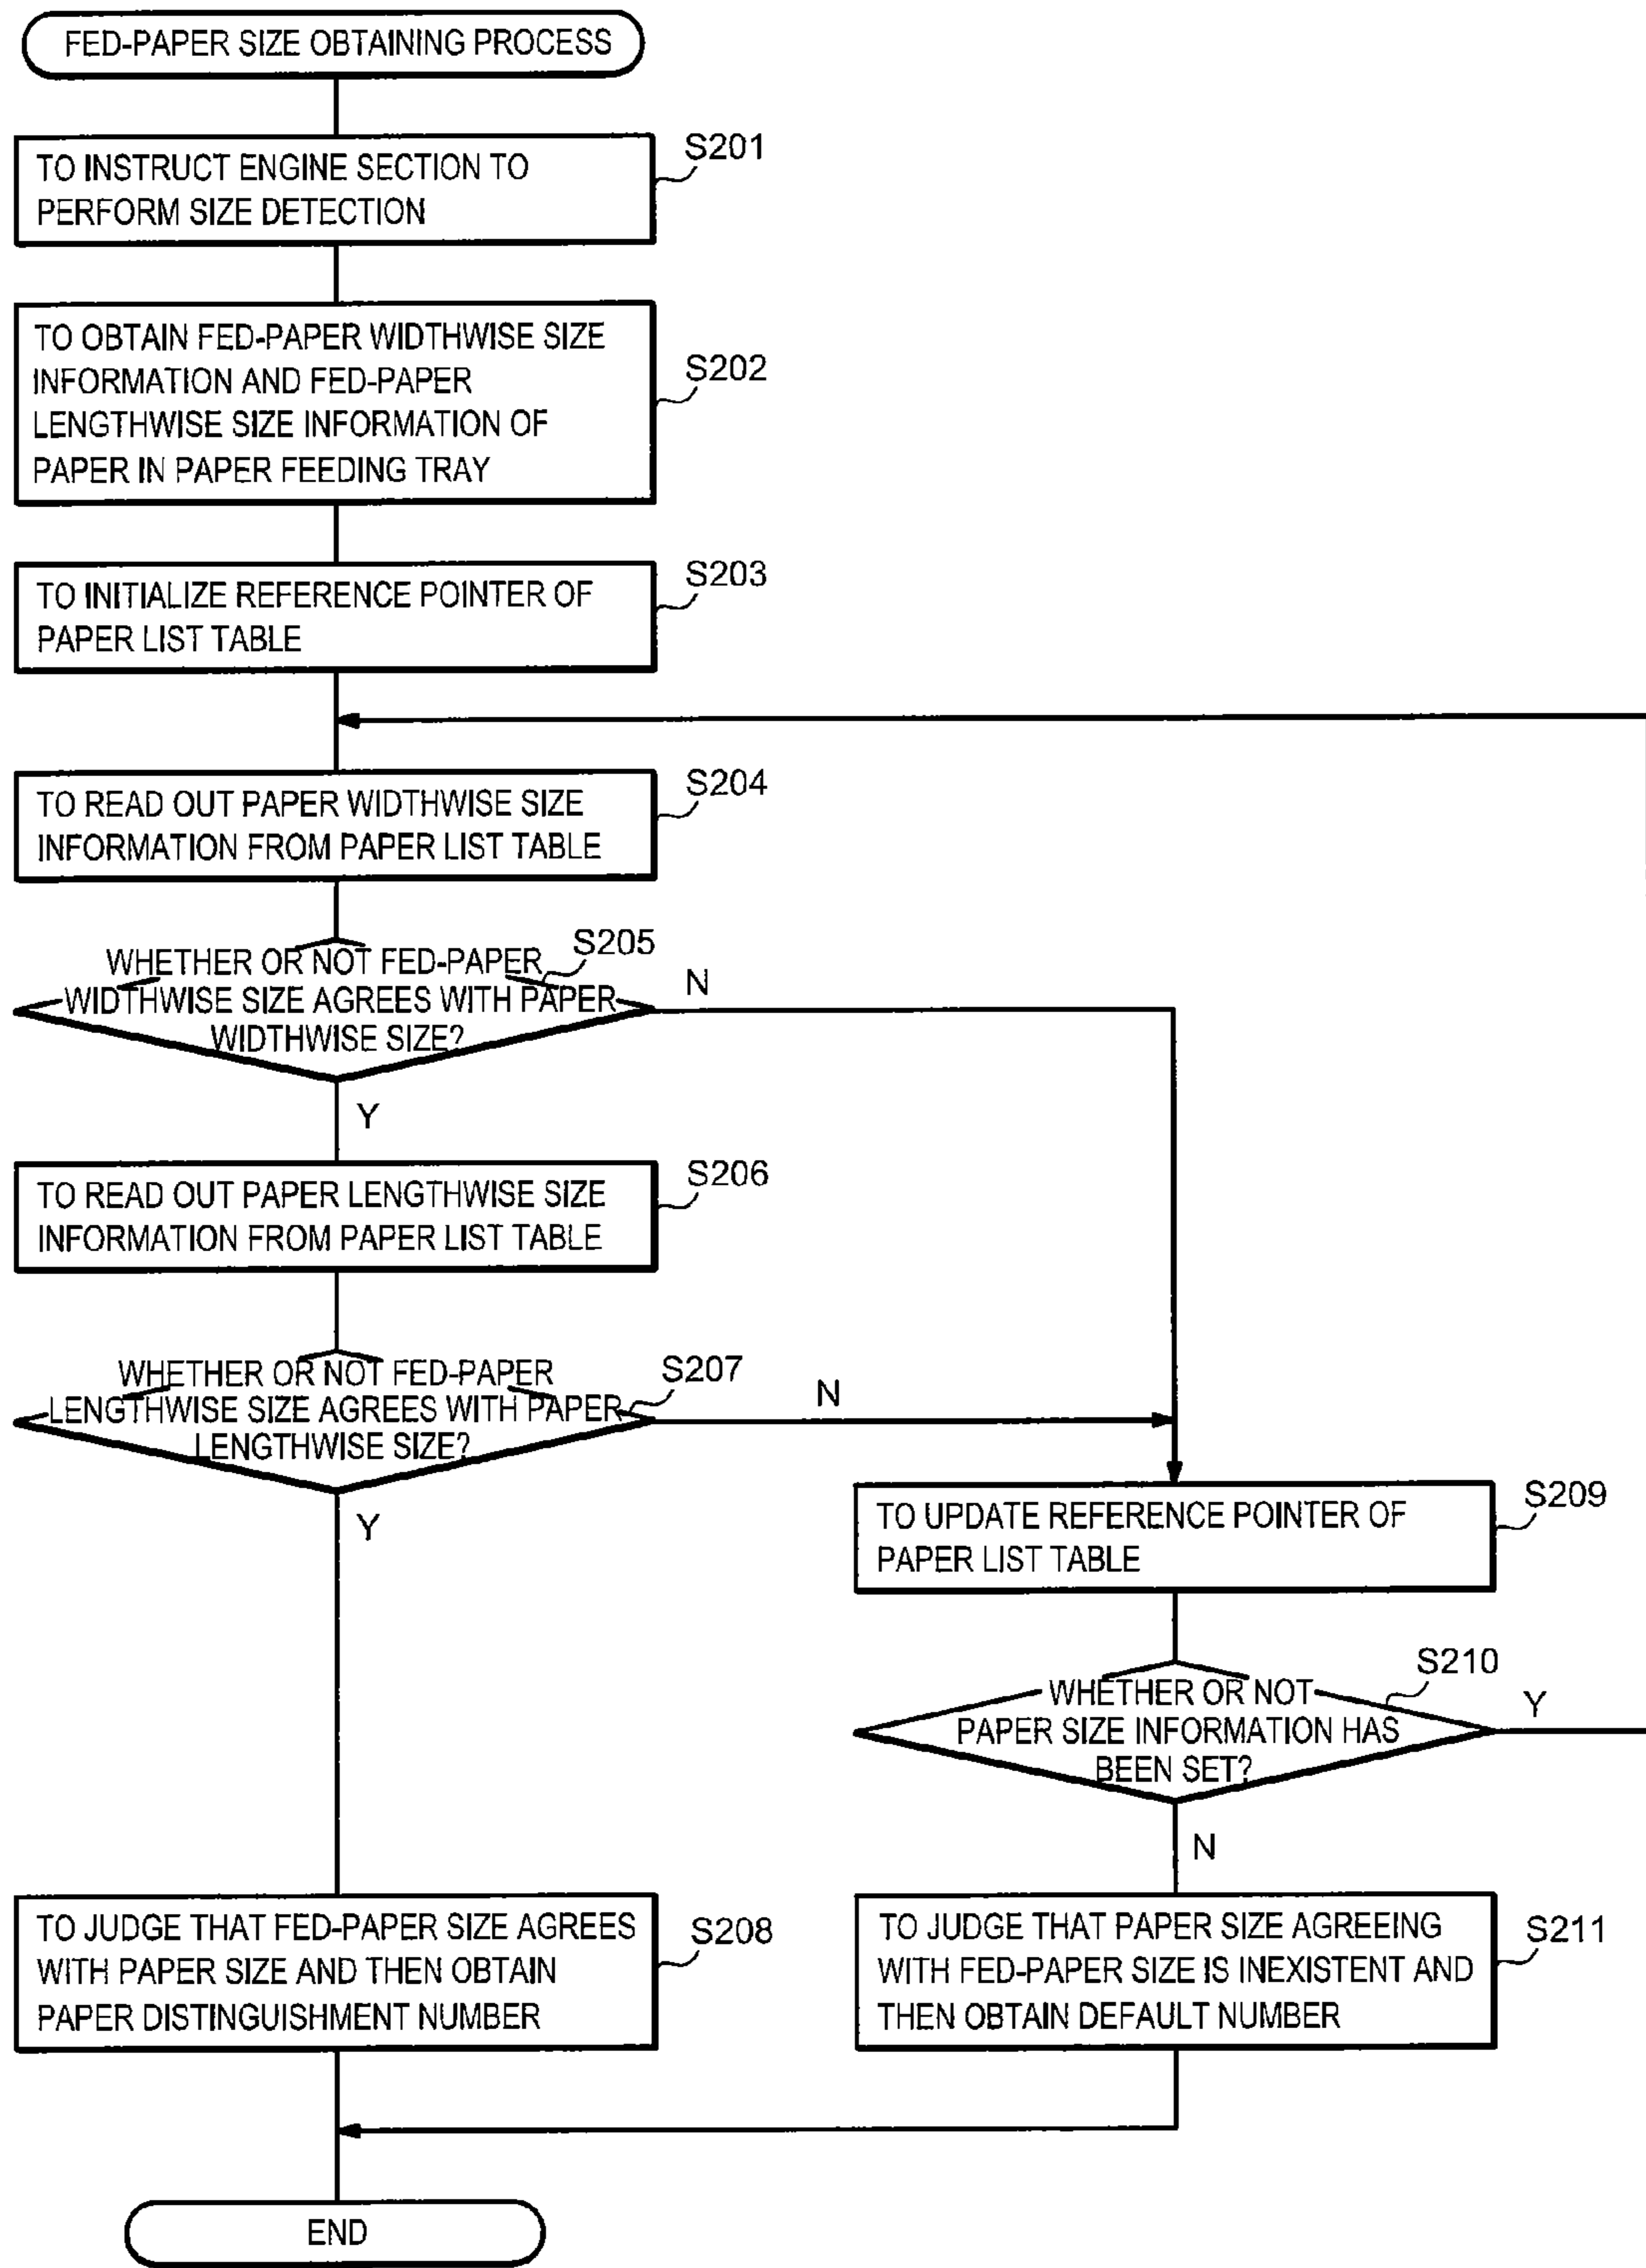 FED-PAPER SIZE OBTAINING PROCESS
S201
TO INSTRUCT ENGINE SECTION TO
PERFORM SIZE DETECTION
S202
TO OBTAIN FED-PAPER WIDTHWISE SIZE
INFORMATION AND FED-PAPER
LENGTHWISE SIZE INFORMATION OF
PAPER IN PAPER FEEDING TRAY
S203
TO INITIALIZE REFERENCE POINTER OF
PAPER LIST TABLE
S204
TO READ OUT PAPER WIDTHWISE SIZE
INFORMATION FROM PAPER LIST TABLE
S205
WHETHER OR NOT FED-PAPER
WIDTHWISE SIZE AGREES WITH PAPER
WIDTHWISE SIZE?
N
Y
S206
TO READ OUT PAPER LENGTHWISE SIZE
INFORMATION FROM PAPER LIST TABLE
S207
WHETHER OR NOT FED-PAPER
LENGTHWISE SIZE AGREES WITH PAPER
LENGTHWISE SIZE?
N
Y
S209
TO UPDATE REFERENCE POINTER OF
PAPER LIST TABLE
S210
WHETHER OR NOT
PAPER SIZE INFORMATION HAS
BEEN SET?
Y
N
S208
TO JUDGE THAT FED-PAPER SIZE AGREES
WITH PAPER SIZE AND THEN OBTAIN
PAPER DISTINGUISHMENT NUMBER
S211
TO JUDGE THAT PAPER SIZE AGREEING
WITH FED-PAPER SIZE IS INEXISTENT AND
THEN OBTAIN DEFAULT NUMBER
END